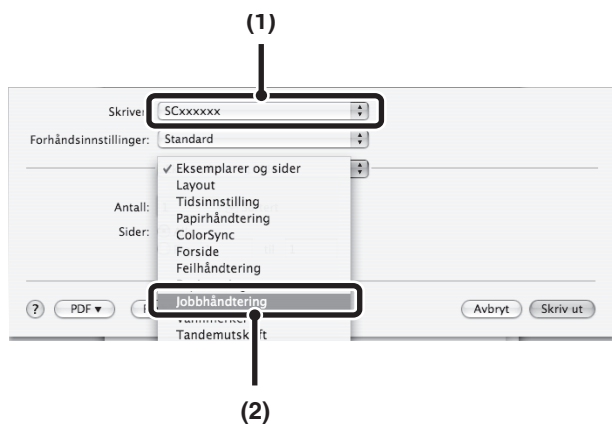 (1)
Skriver: SCxxxxxx
Forhåndsinnstillinger: Standard
✓ Eksemplarer og sider
Layout
Tidsinnstilling
Antall:
Papirhåndtering
Sider:
ColorSync
Forside
Feilhåndtering
Jobbhåndtering
? PDF ▼ Avbryt Skriv ut
Tandemutskrift
(2)